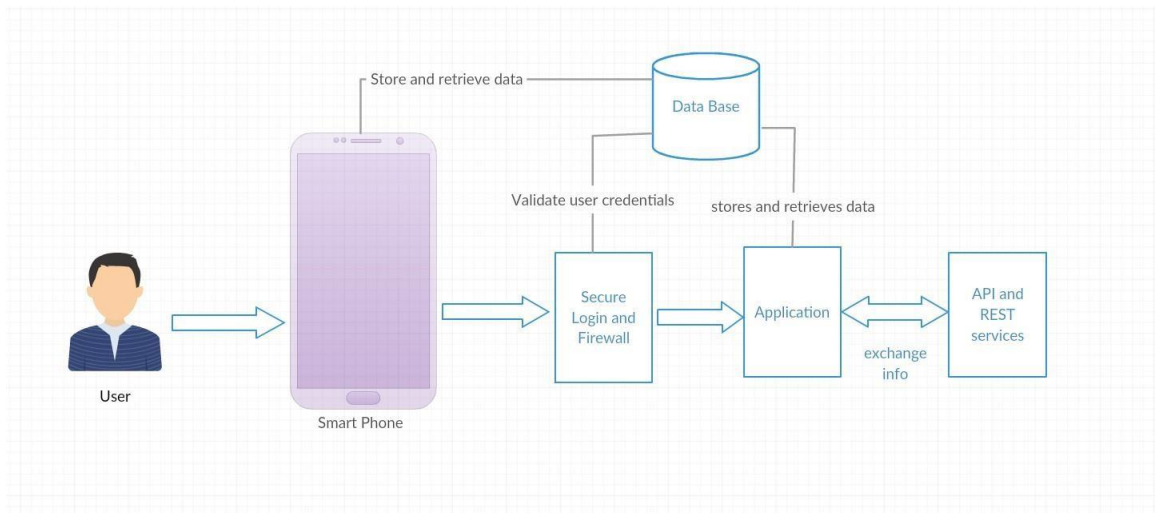 Store and retrieve data
Data Base
Validate user credentials
stores and retrieves data
Secure
Login and
Firewall
Application
API and
REST
services
exchange
info
User
Smart Phone